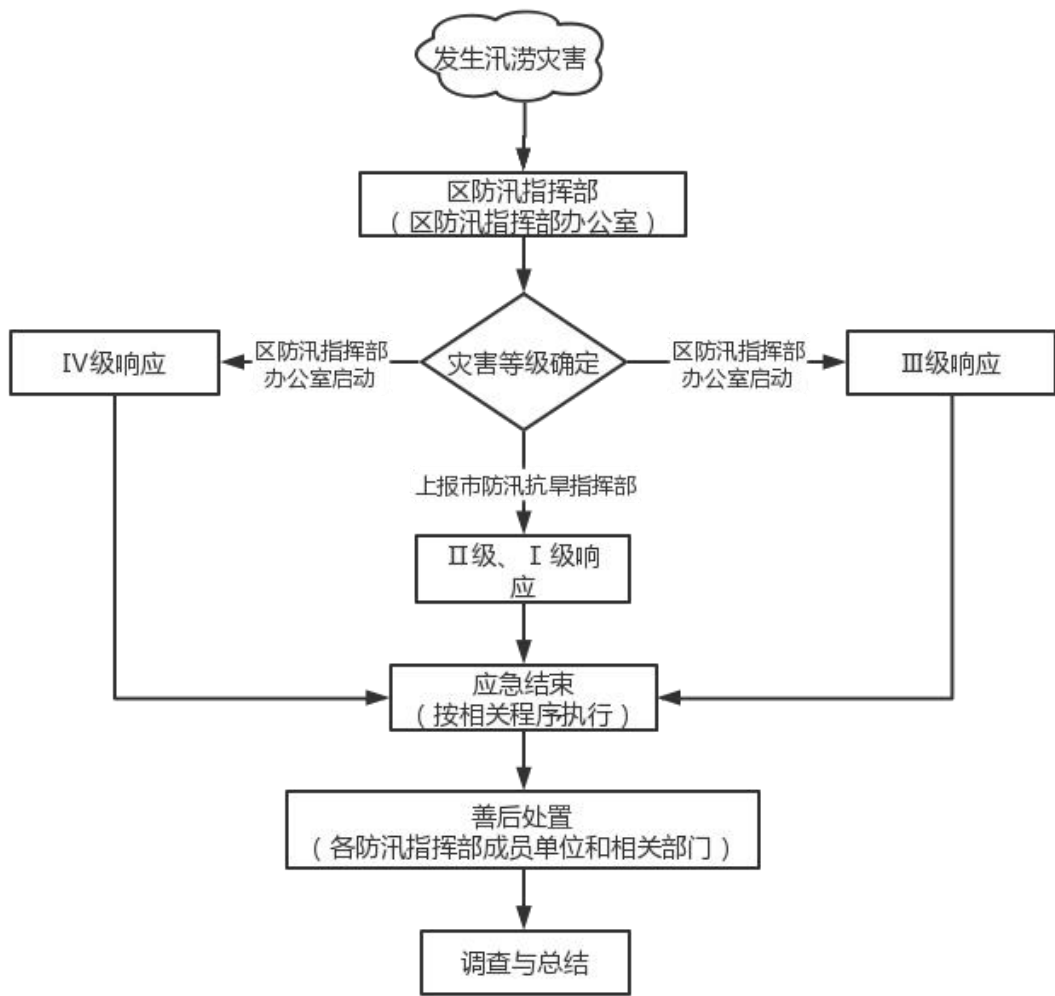 发生汛涝灾害
区防汛指挥部
（区防汛指挥部办公室）
Ⅳ级响应
区防汛指挥部
办公室启动
灾害等级确定
区防汛指挥部
办公室启动
Ⅲ级响应
上报市防汛抗旱指挥部
Ⅱ级、Ⅰ级响
应
应急结束
（按相关程序执行）
善后处置
（各防汛指挥部成员单位和相关部门）
调查与总结